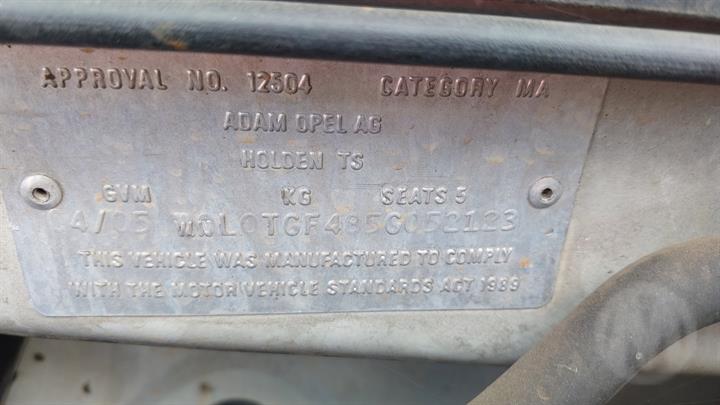 APPROVAL NO. 12504 CATEGORY MA
ADAM OPEL AG
HOLDEN TS
GVM KG SEATS 5
4/05 W0L0TGF485G052123
THIS VEHICLE WAS MANUFACTURED TO COMPLY
WITH THE MOTOR VEHICLE STANDARDS ACT 1989